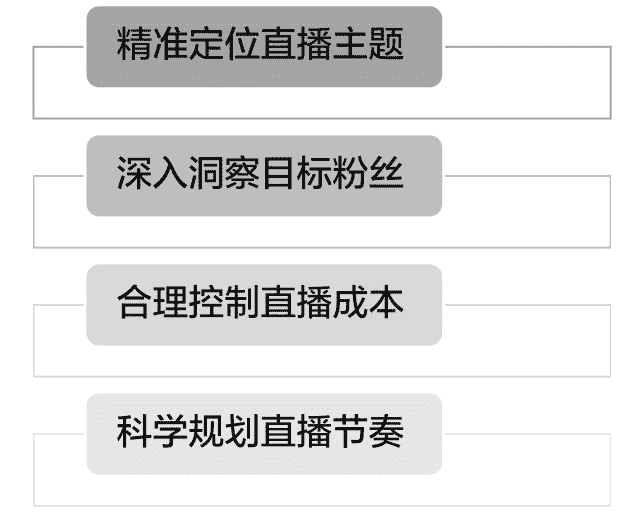 精准定位直播主题
深入洞察目标粉丝
合理控制直播成本
科学规划直播节奏